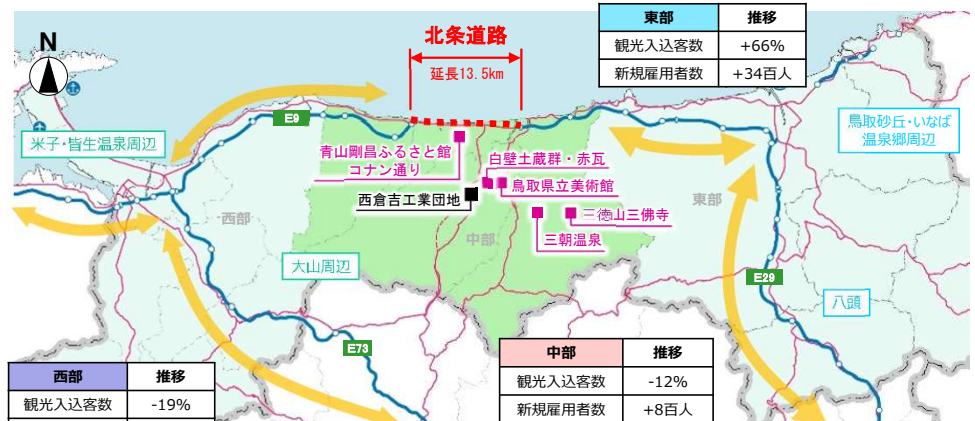 東部 推移
観光入込客数 +66%
新規雇用者数 +34百人
N
北条道路
延長13.5km
E9
米子・皆生温泉周辺
鳥取砂丘・いなば
温泉郷周辺
青山剛昌ふるさと館
コナン通り
白壁土蔵群・赤瓦
鳥取県立美術館
西倉吉工業団地
三徳山三佛寺
三朝温泉
西部
中部
東部
大山周辺
E29
八頭
E73
西部 推移
観光入込客数 -19%
中部 推移
観光入込客数 -12%
新規雇用者数 +8百人